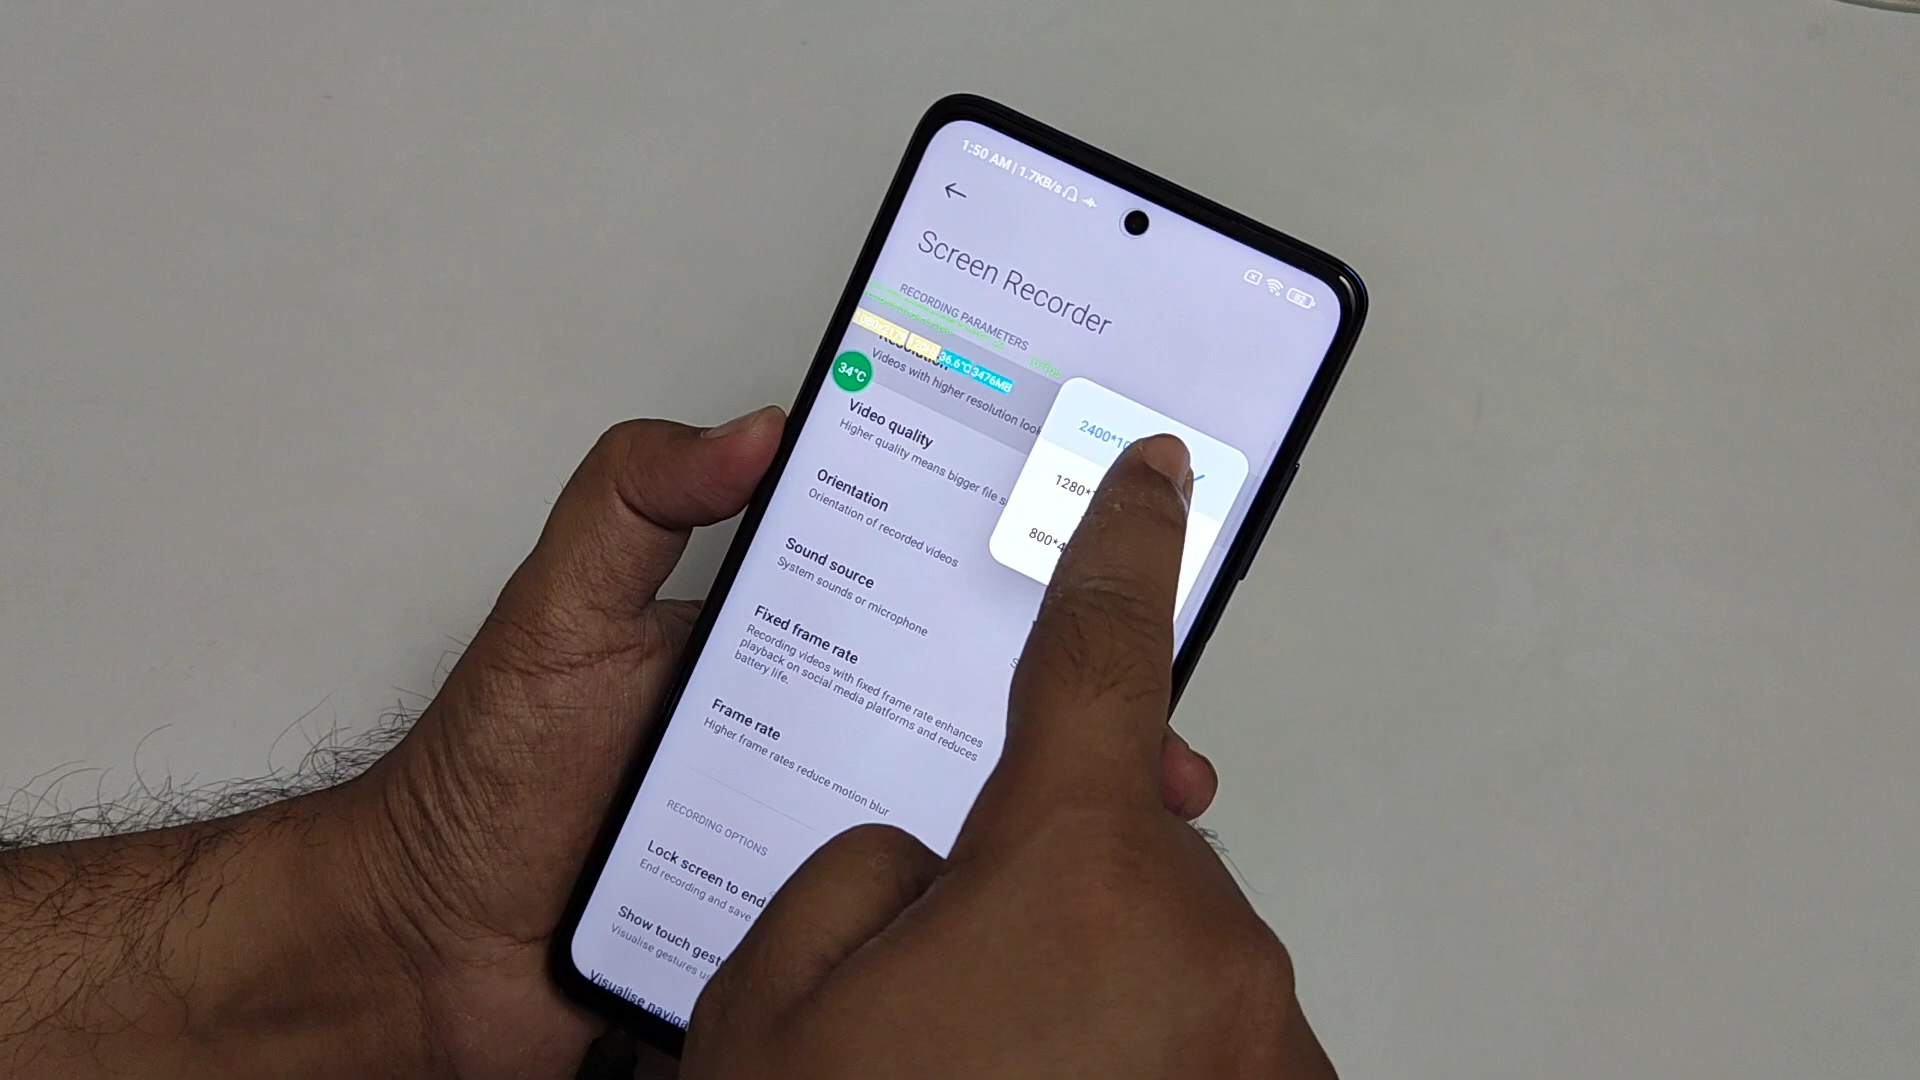 1:50 AM | 1.7KB/s
82
Screen Recorder
RECORDING PARAMETERS
36.6°C 3476MB
34°C
Resolution
Videos with higher resolution
2400*10
Video quality
Higher quality means bigger file
1280*
Orientation
Orientation of recorded videos
800*4
Sound source
System sounds or microphone
Fixed frame rate
Recording videos with fixed frame rate enhances
playback on social media platforms and reduces
battery life.
Frame rate
Higher frame rates reduce motion blur
RECORDING OPTIONS
Lock screen to end
End recording and save
Show touch gest
Visualise gestures
Visualise naviga